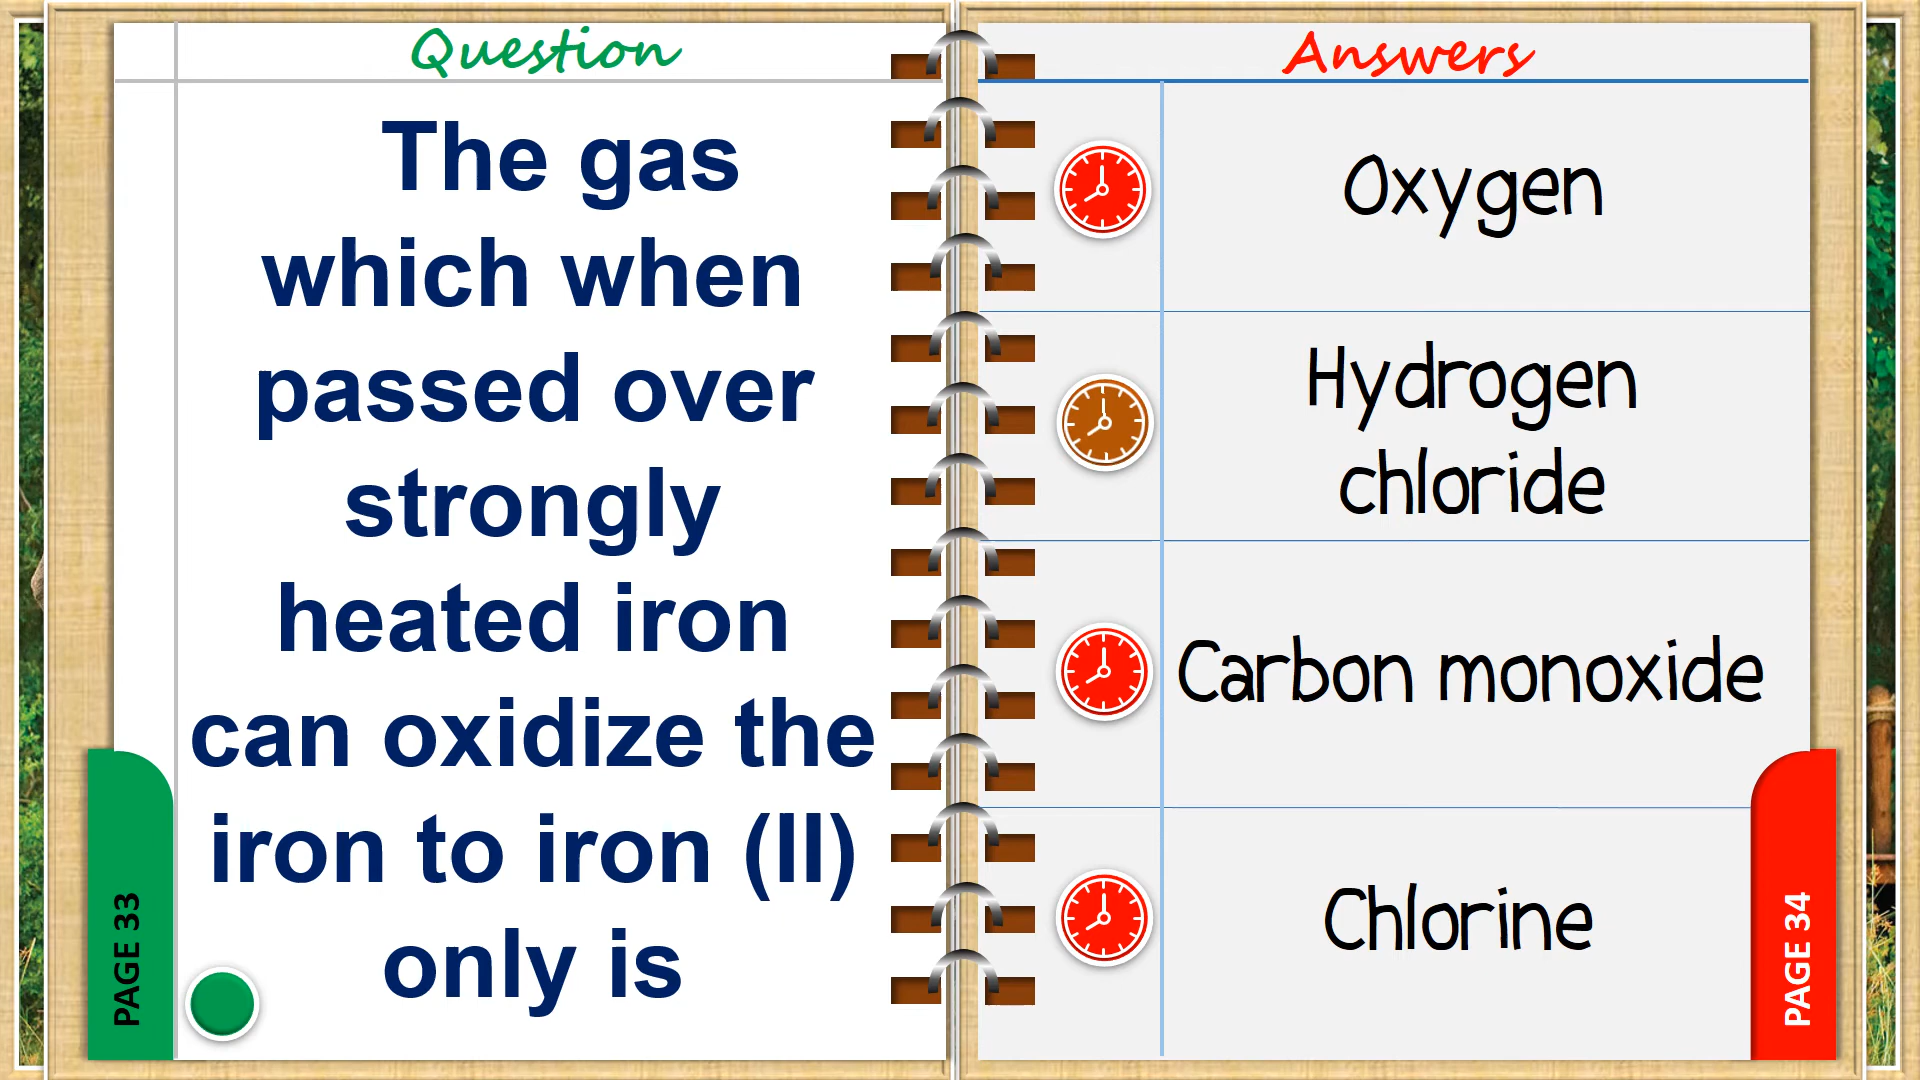 Question
The gas
which when
passed over
strongly
heated iron
can oxidize the
iron to iron (II)
only is
PAGE 33
Answers
Oxygen
Hydrogen
chloride
Carbon monoxide
Chlorine
PAGE 34